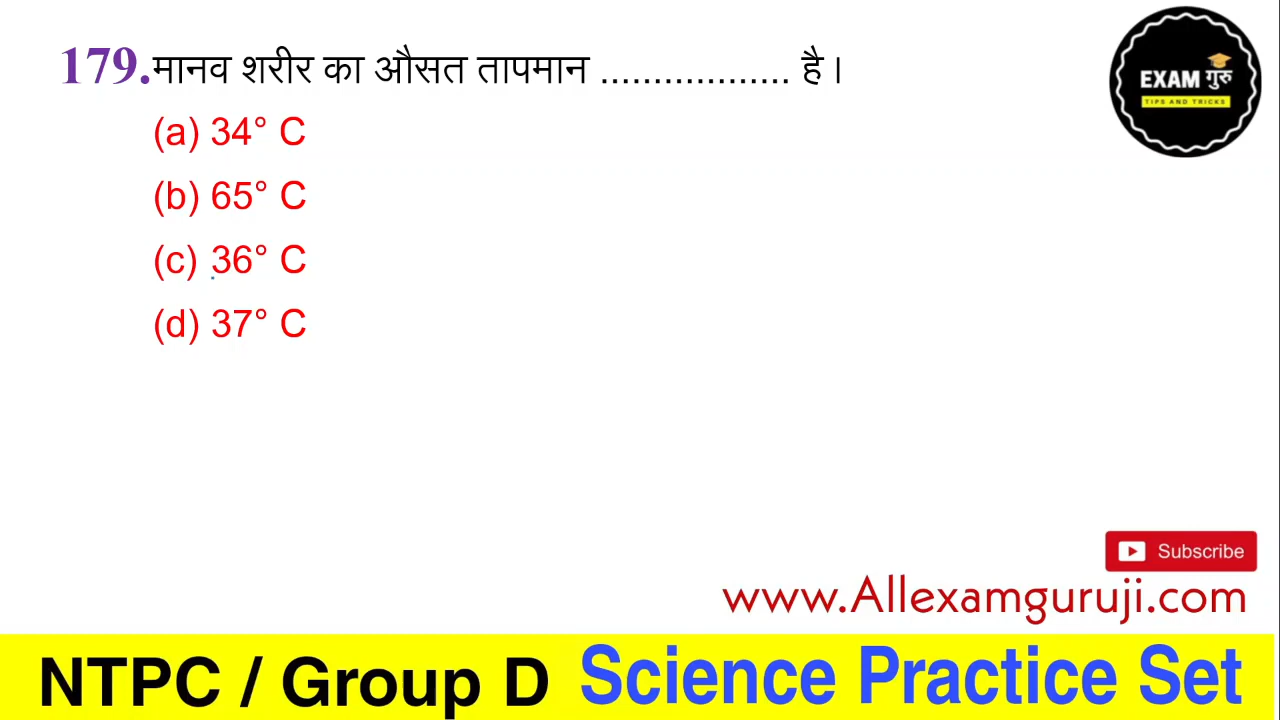 179.मानव शरीर का औसत तापमान .................. है।
EXAM गुरु
TIPS AND TRICKS
(a) 34° C
(b) 65° C
(c) 36° C
(d) 37° C
Subscribe
www.Allexamguruji.com
NTPC / Group D Science Practice Set